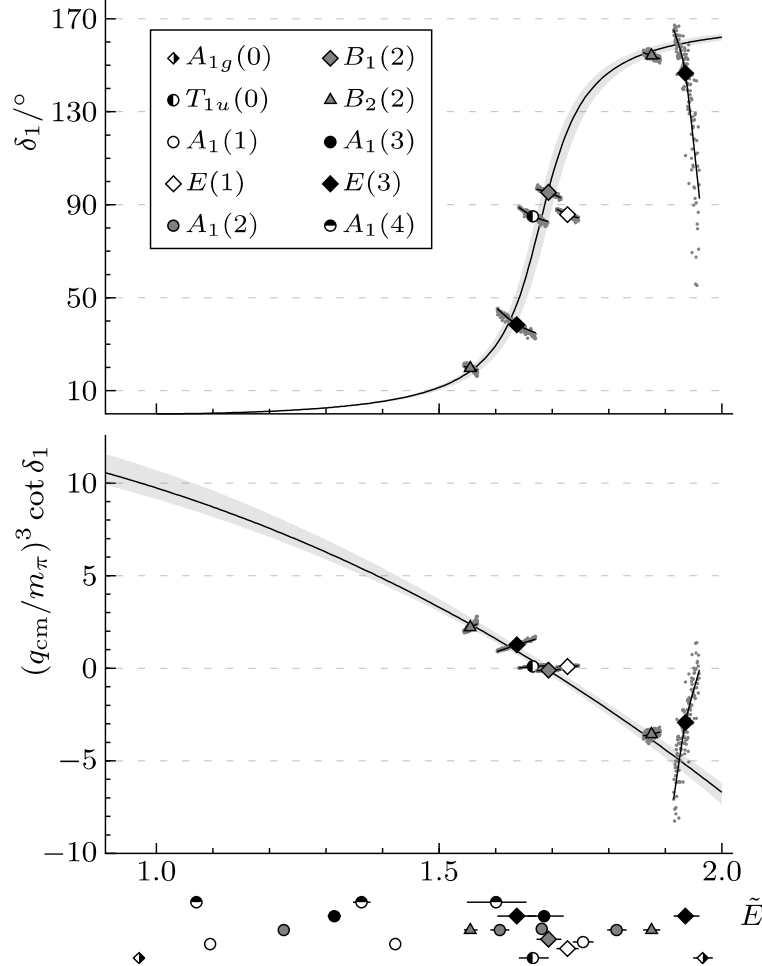 170
130
90
50
10
δ₁/°
A₁g(0) B₁(2)
T₁u(0) B₂(2)
A₁(1) A₁(3)
E(1) E(3)
A₁(2) A₁(4)
10
5
0
−5
−10
(q_cm/m_π)³ cot δ₁
1.0 1.5 2.0
Ẽ